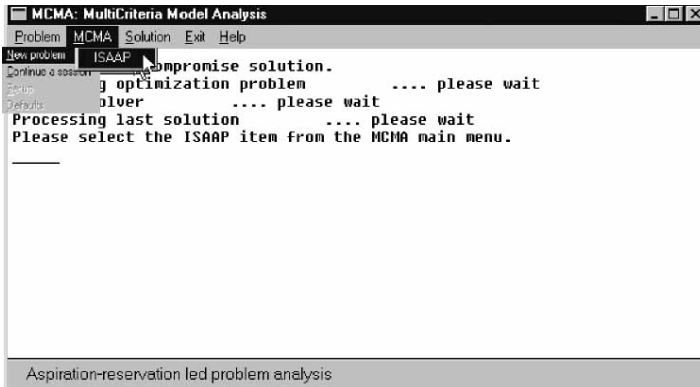 MCMA: MultiCriteria Model Analysis
Problem MCMA Solution Exit Help
New problem ISAAP
Continue a session
Setup
Defaults
ompromise solution.
g optimization problem .... please wait
olver .... please wait
Processing last solution .... please wait
Please select the ISAAP item from the MCMA main menu.
Aspiration-reservation led problem analysis